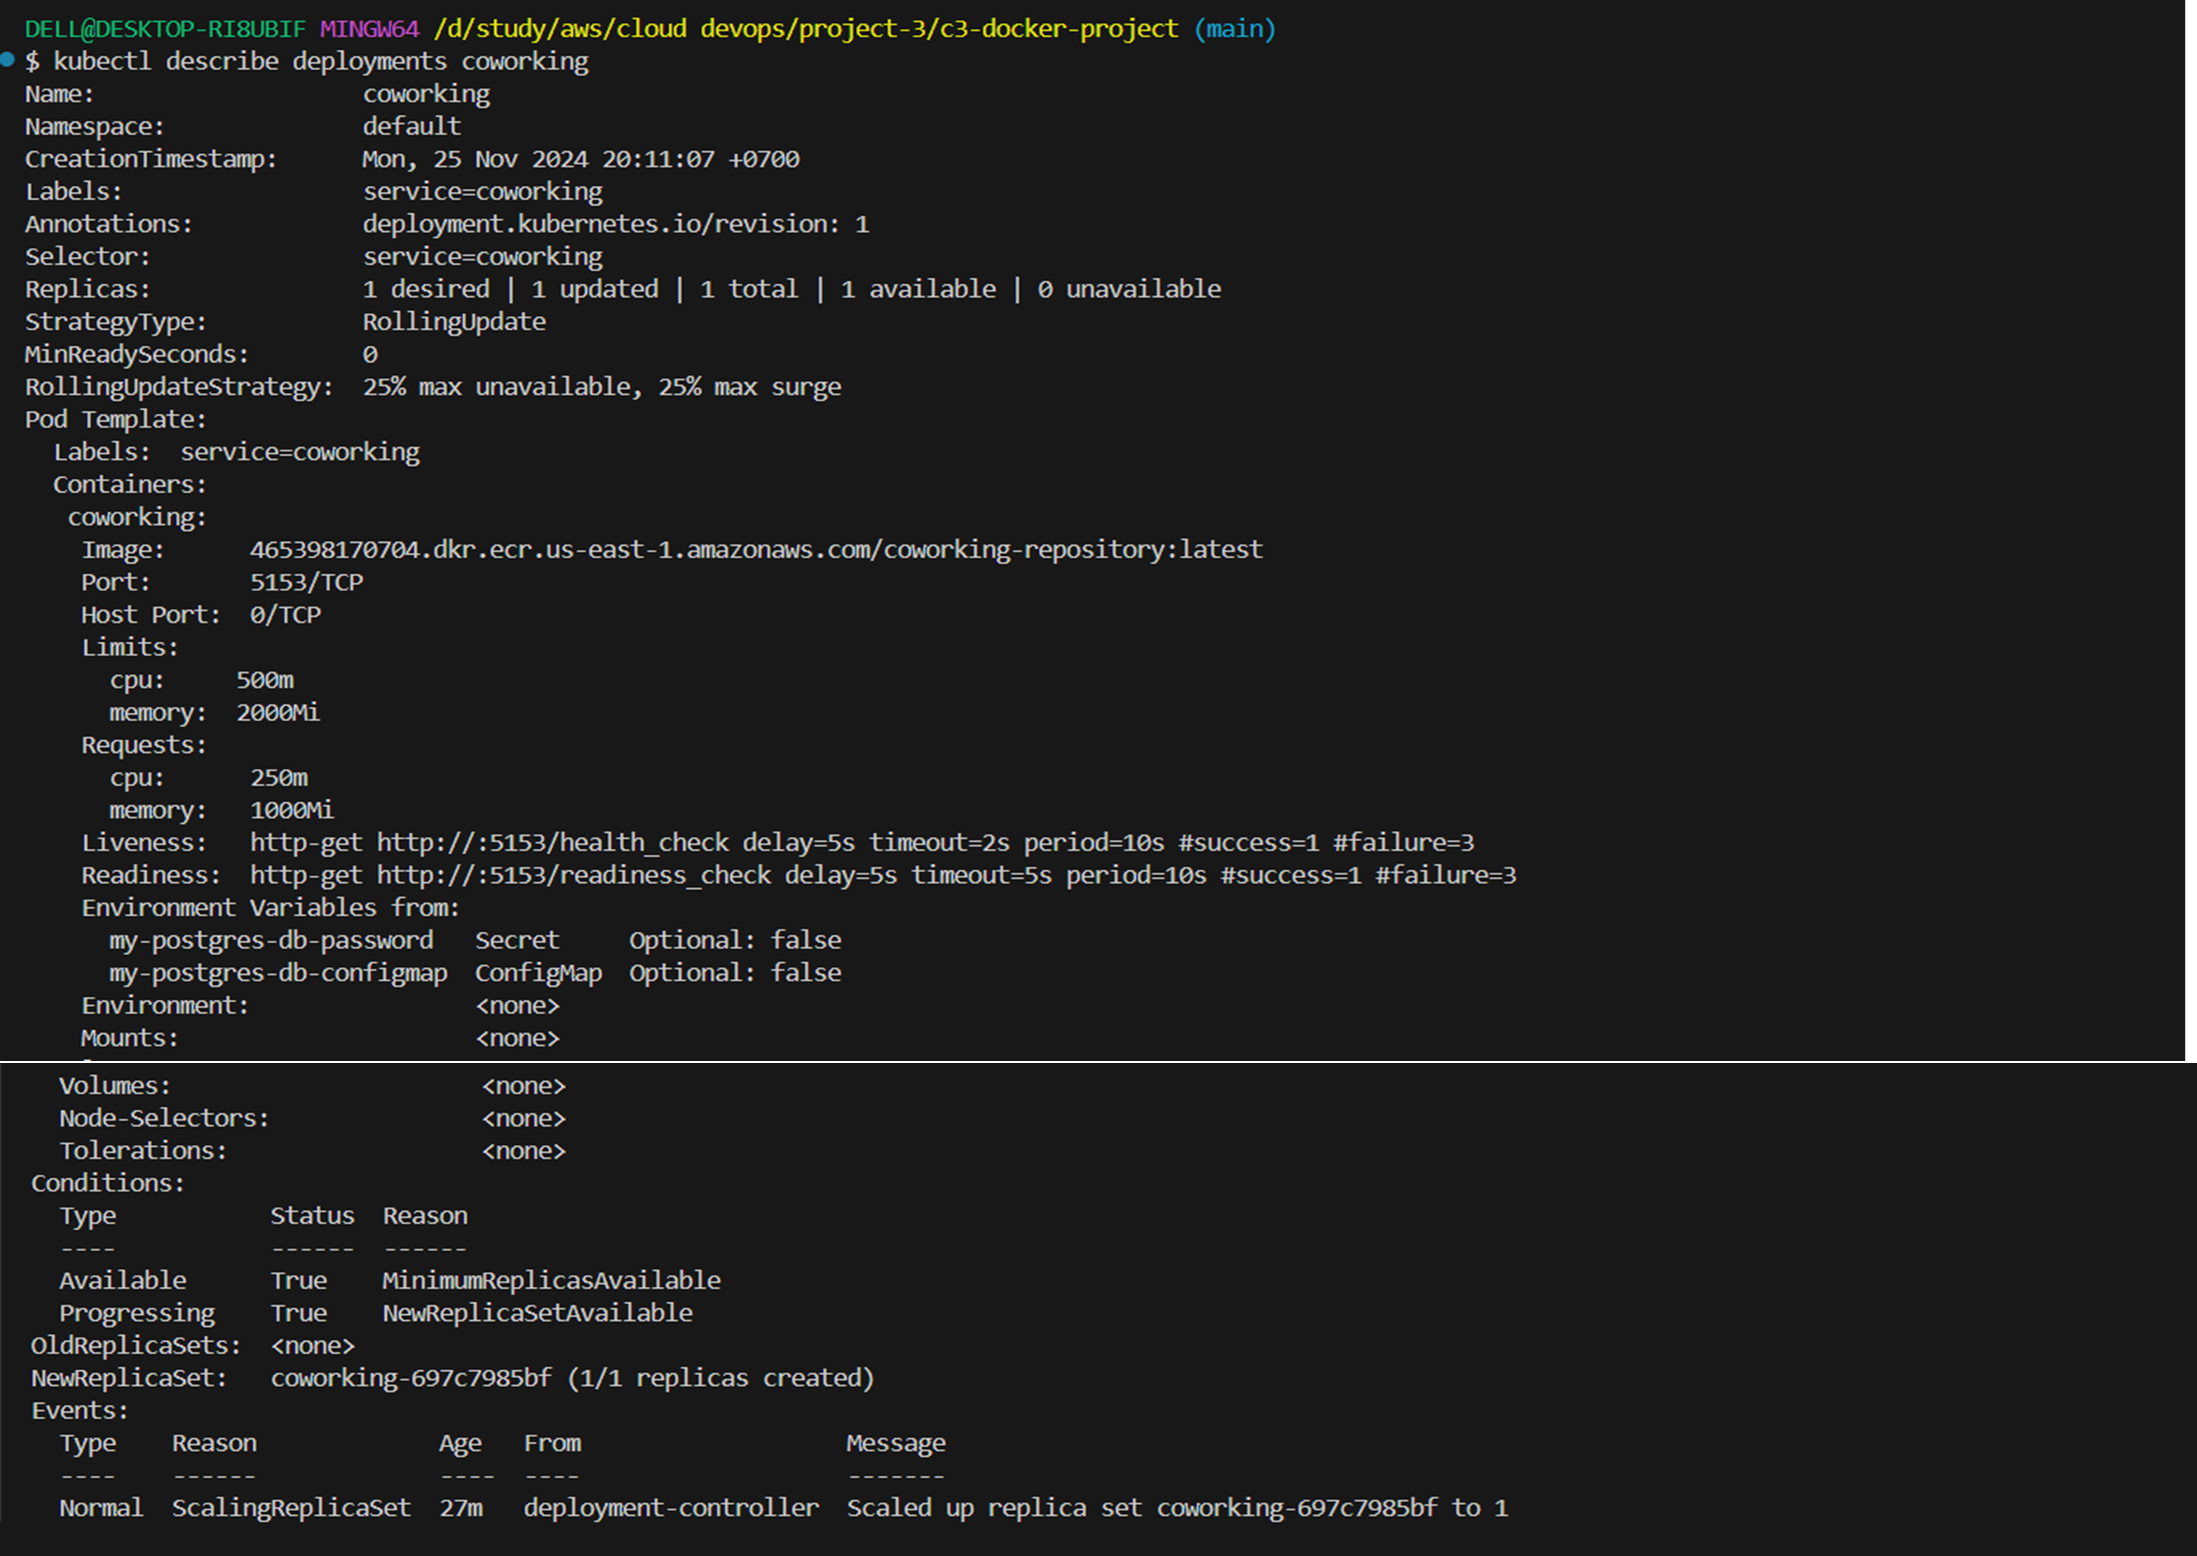 DELL@DESKTOP-RI8UBIF MINGW64 /d/study/aws/cloud devops/project-3/c3-docker-project (main)
$ kubectl describe deployments coworking
Name:                   coworking
Namespace:              default
CreationTimestamp:      Mon, 25 Nov 2024 20:11:07 +0700
Labels:                 service=coworking
Annotations:            deployment.kubernetes.io/revision: 1
Selector:               service=coworking
Replicas:               1 desired | 1 updated | 1 total | 1 available | 0 unavailable
StrategyType:           RollingUpdate
MinReadySeconds:        0
RollingUpdateStrategy:  25% max unavailable, 25% max surge
Pod Template:
  Labels:  service=coworking
  Containers:
   coworking:
    Image:      465398170704.dkr.ecr.us-east-1.amazonaws.com/coworking-repository:latest
    Port:       5153/TCP
    Host Port:  0/TCP
    Limits:
      cpu:     500m
      memory:  2000Mi
    Requests:
      cpu:      250m
      memory:   1000Mi
    Liveness:   http-get http://:5153/health_check delay=5s timeout=2s period=10s #success=1 #failure=3
    Readiness:  http-get http://:5153/readiness_check delay=5s timeout=5s period=10s #success=1 #failure=3
    Environment Variables from:
      my-postgres-db-password   Secret     Optional: false
      my-postgres-db-configmap  ConfigMap  Optional: false
    Environment:                <none>
    Mounts:                     <none>
  Volumes:                      <none>
  Node-Selectors:               <none>
  Tolerations:                  <none>
Conditions:
  Type           Status  Reason
  ----           ------  ------
  Available      True    MinimumReplicasAvailable
  Progressing    True    NewReplicaSetAvailable
OldReplicaSets:  <none>
NewReplicaSet:   coworking-697c7985bf (1/1 replicas created)
Events:
  Type    Reason             Age   From                   Message
  ----    ------             ----  ----                   -------
  Normal  ScalingReplicaSet  27m   deployment-controller  Scaled up replica set coworking-697c7985bf to 1